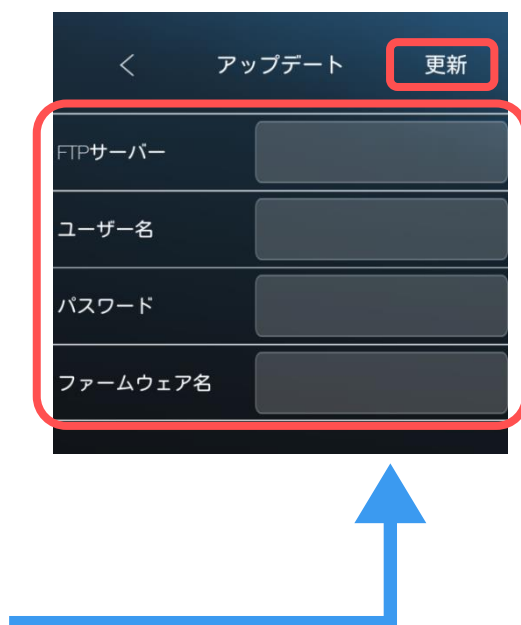 アップデート 更新
FTPサーバー
ユーザー名
パスワード
ファームウェア名